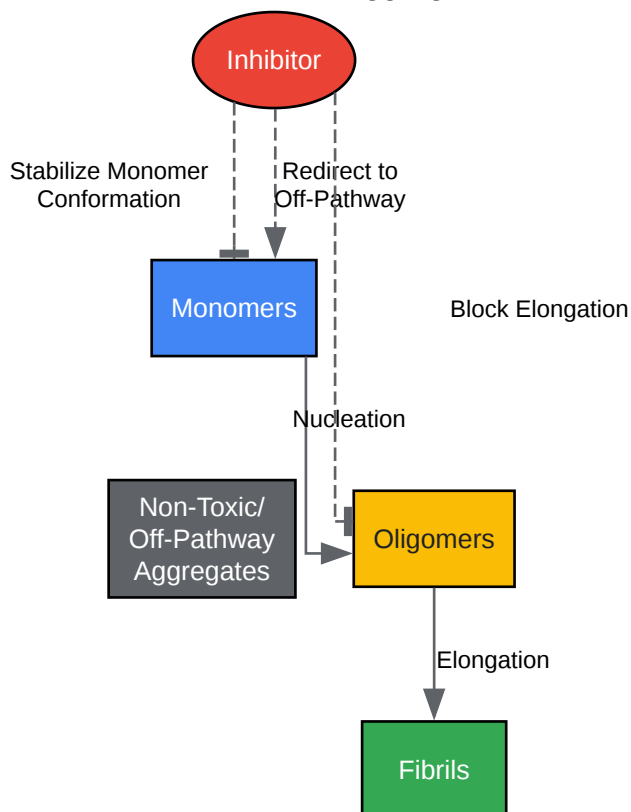 Inhibitor
Stabilize Monomer
Conformation
Redirect to
Off-Pathway
Monomers
Block Elongation
Nucleation
Non-Toxic/
Off-Pathway
Aggregates
Oligomers
Elongation
Fibrils